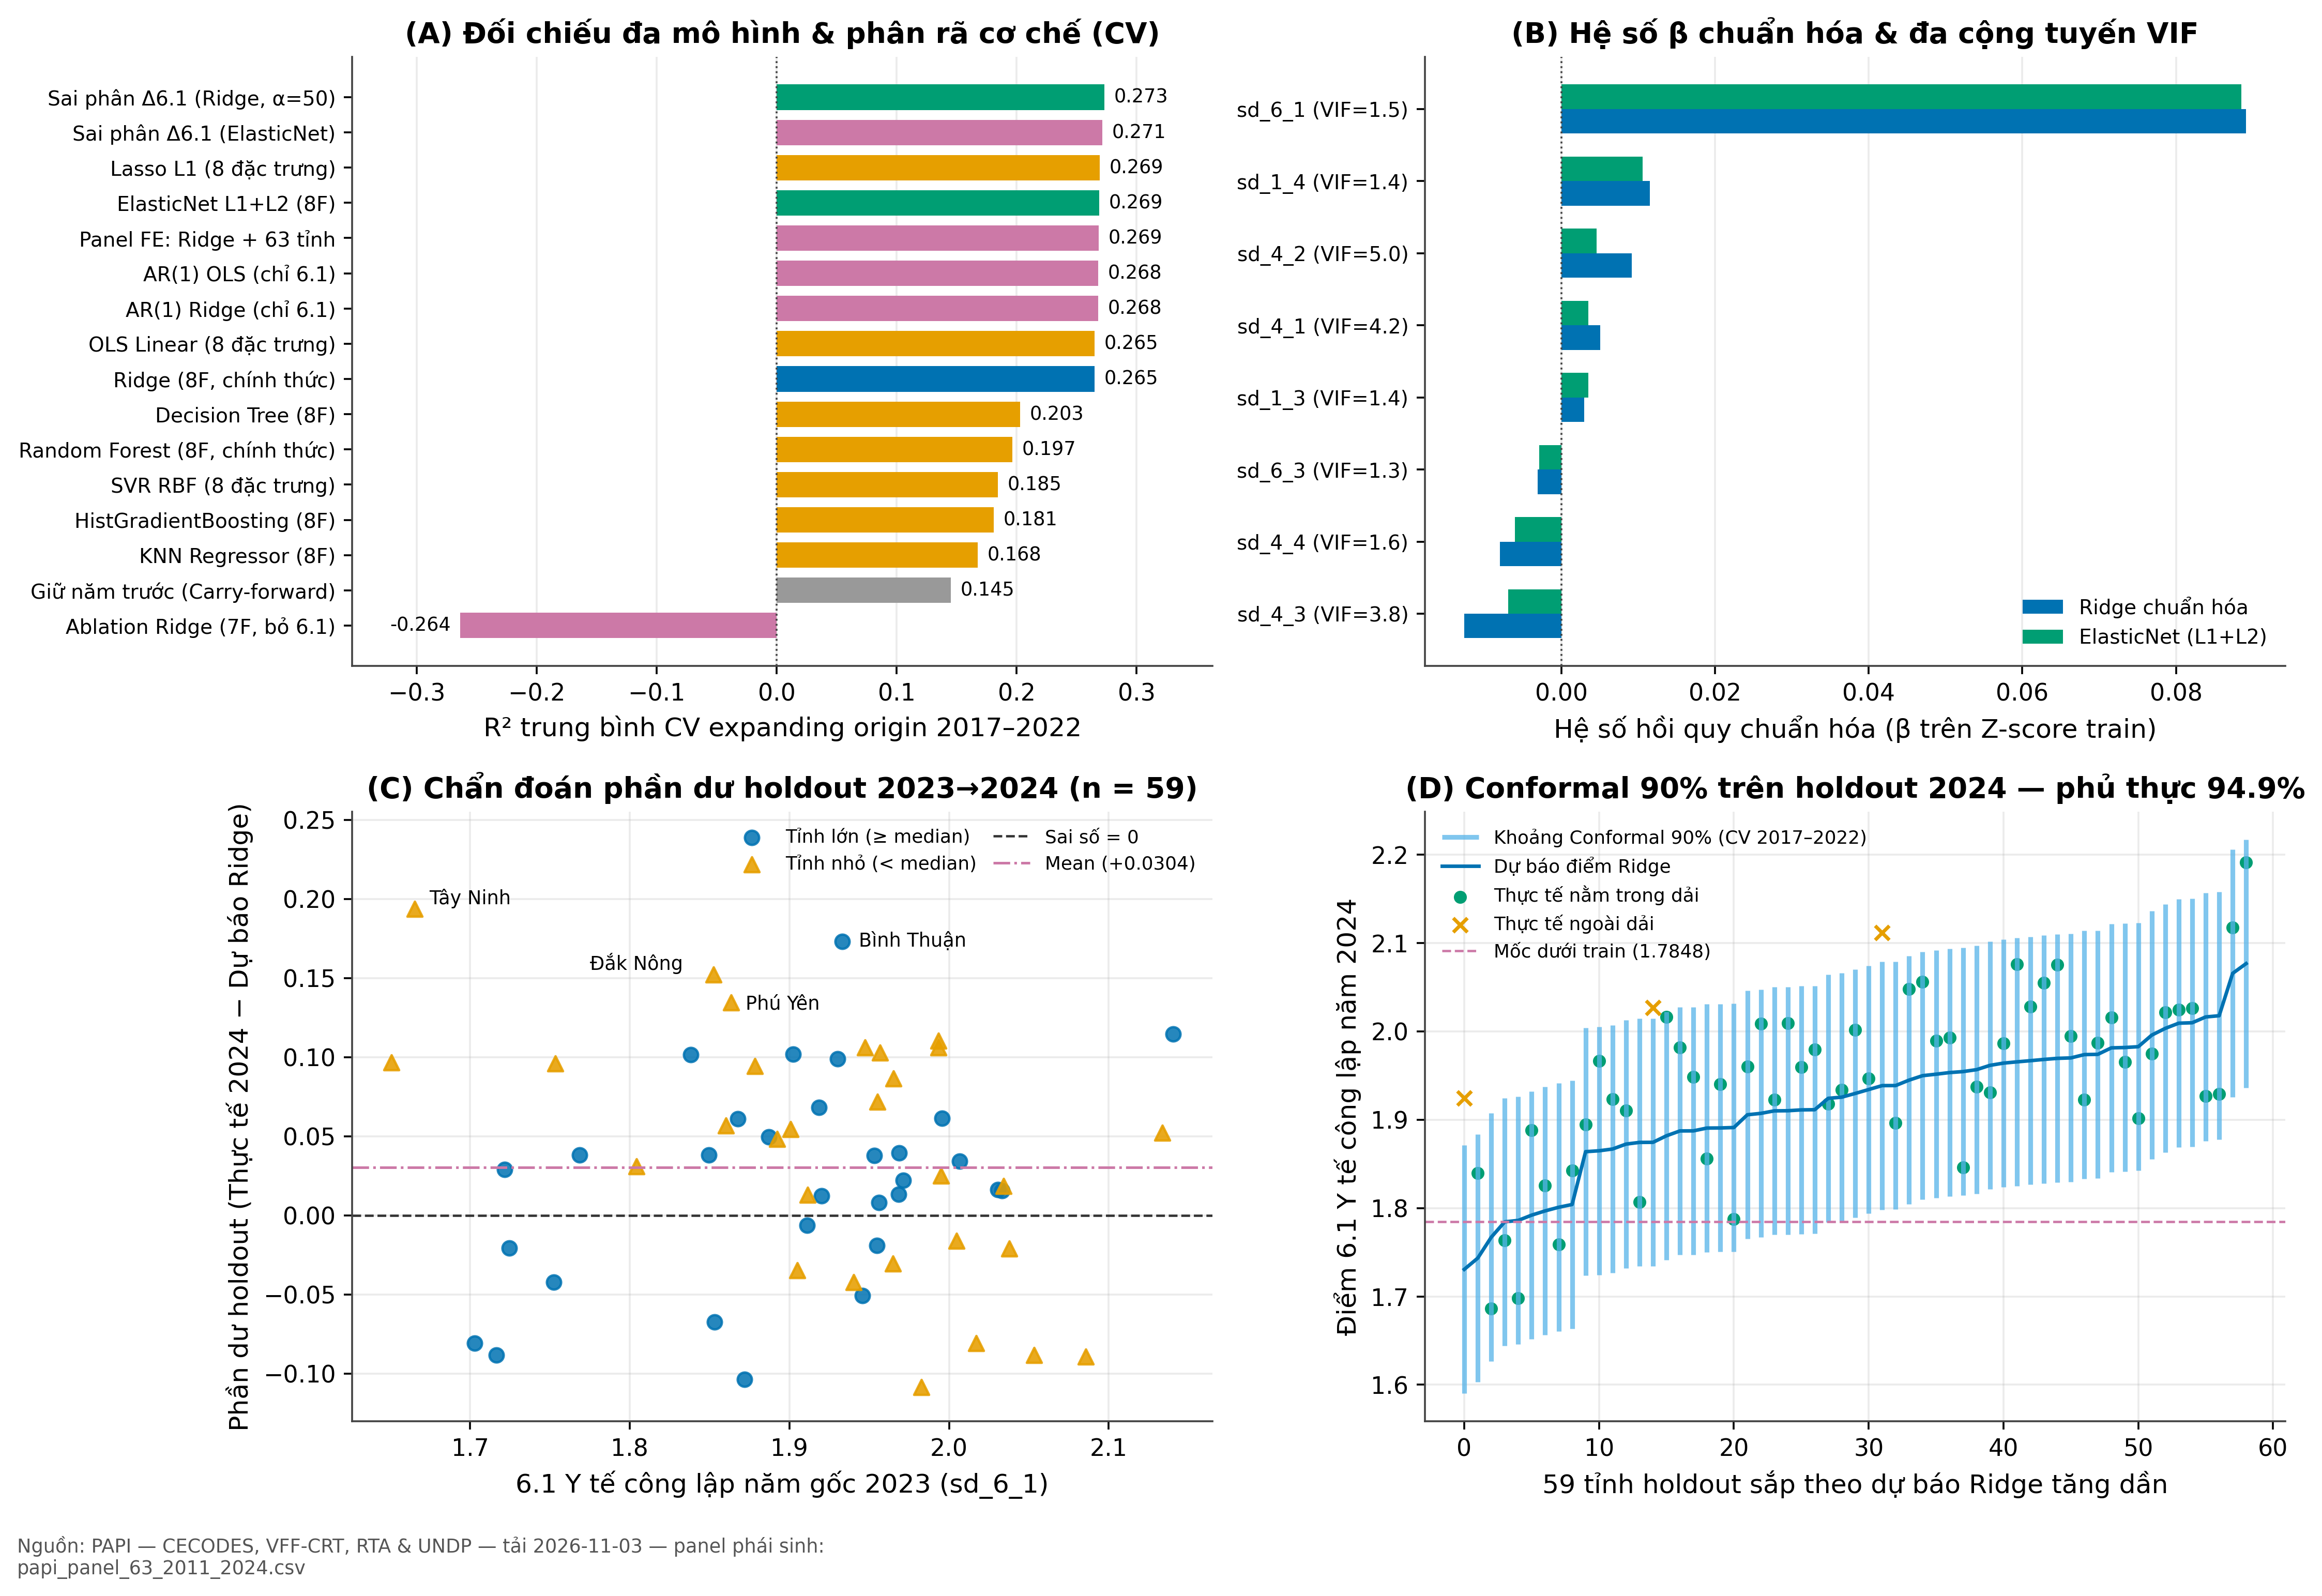 (A) Đối chiếu đa mô hình & phân rã cơ chế (CV)
Sai phân Δ6.1 (Ridge, α=50)
0.273
Sai phân Δ6.1 (ElasticNet)
0.271
Lasso L1 (8 đặc trưng)
0.269
ElasticNet L1+L2 (8F)
0.269
Panel FE: Ridge + 63 tỉnh
0.269
AR(1) OLS (chỉ 6.1)
0.268
AR(1) Ridge (chỉ 6.1)
0.268
OLS Linear (8 đặc trưng)
0.265
Ridge (8F, chính thức)
0.265
Decision Tree (8F)
0.203
Random Forest (8F, chính thức)
0.197
SVR RBF (8 đặc trưng)
0.185
HistGradientBoosting (8F)
0.181
KNN Regressor (8F)
0.168
Giữ năm trước (Carry-forward)
0.145
Ablation Ridge (7F, bỏ 6.1)
-0.264
−0.3 −0.2 −0.1 0.0 0.1 0.2 0.3
R² trung bình CV expanding origin 2017–2022
(B) Hệ số β chuẩn hóa & đa cộng tuyến VIF
sd_6_1 (VIF=1.5)
sd_1_4 (VIF=1.4)
sd_4_2 (VIF=5.0)
sd_4_1 (VIF=4.2)
sd_1_3 (VIF=1.4)
sd_6_3 (VIF=1.3)
sd_4_4 (VIF=1.6)
sd_4_3 (VIF=3.8)
Ridge chuẩn hóa
ElasticNet (L1+L2)
0.00 0.02 0.04 0.06 0.08
Hệ số hồi quy chuẩn hóa (β trên Z-score train)
(C) Chẩn đoán phần dư holdout 2023→2024 (n = 59)
Phần dư holdout (Thực tế 2024 − Dự báo Ridge)
0.25
0.20
0.15
0.10
0.05
0.00
−0.05
−0.10
Tỉnh lớn (≥ median)
Tỉnh nhỏ (< median)
Sai số = 0
Mean (+0.0304)
Tây Ninh
Bình Thuận
Đắk Nông
Phú Yên
1.7 1.8 1.9 2.0 2.1
6.1 Y tế công lập năm gốc 2023 (sd_6_1)
(D) Conformal 90% trên holdout 2024 — phủ thực 94.9%
Điểm 6.1 Y tế công lập năm 2024
2.2
2.1
2.0
1.9
1.8
1.7
1.6
Khoảng Conformal 90% (CV 2017–2022)
Dự báo điểm Ridge
Thực tế nằm trong dải
Thực tế ngoài dải
Mốc dưới train (1.7848)
0 10 20 30 40 50 60
59 tỉnh holdout sắp theo dự báo Ridge tăng dần
Nguồn: PAPI — CECODES, VFF-CRT, RTA & UNDP — tải 2026-11-03 — panel phái sinh:
papi_panel_63_2011_2024.csv